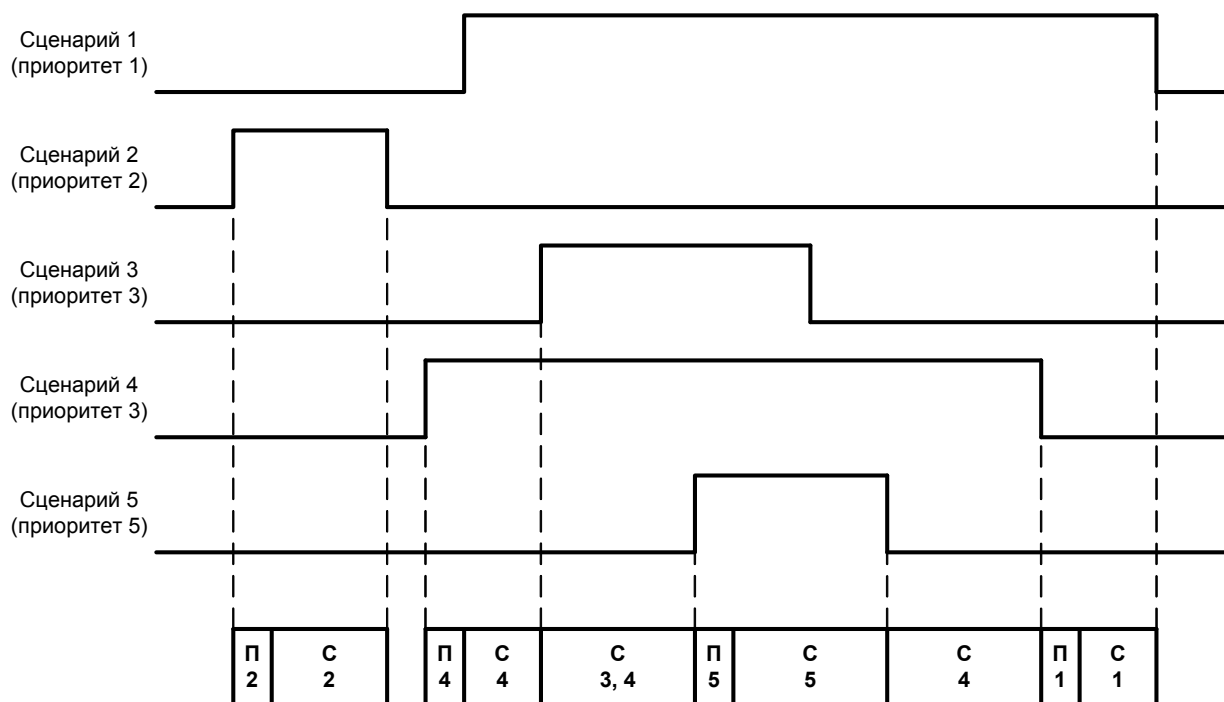 Сценарий 1
(приоритет 1)
Сценарий 2
(приоритет 2)
Сценарий 3
(приоритет 3)
Сценарий 4
(приоритет 3)
Сценарий 5
(приоритет 5)
П С П С С П С С П С
2 2 4 4 3, 4 5 5 4 1 1